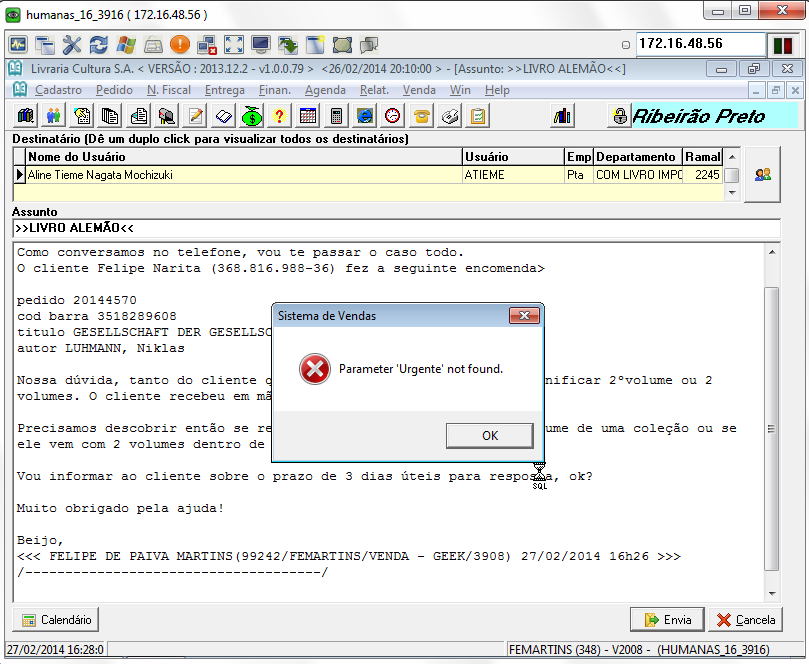 humanas_16_3916 ( 172.16.48.56 )
172.16.48.56
Livraria Cultura S.A. < VERSÃO : 2013.12.2 - v1.0.0.79 > <26/02/2014 20:10:00 > - [Assunto: >>LIVRO ALEMÃO<<]
Cadastro Pedido N. Fiscal Entrega Finan. Agenda Relat. Venda Win Help
Ribeirão Preto
Destinatário (Dê um duplo click para visualizar todos os destinatários)
Nome do Usuário Usuário Emp Departamento Ramal
Aline Tieme Nagata Mochizuki ATIEME Pta COM LIVRO IMPO 2245
Assunto
>>LIVRO ALEMÃO<<
Como conversamos no telefone, vou te passar o caso todo.
O cliente Felipe Narita (368.816.988-36) fez a seguinte encomenda>
pedido 20144570
cod barra 3518289608
titulo GESELLSCHAFT DER GESELLSC
autor LUHMANN, Niklas
Nossa dúvida, tanto do cliente q nificar 2ºvolume ou 2
volumes. O cliente recebeu em mã
Precisamos descobrir então se re ume de uma coleção ou se
ele vem com 2 volumes dentro de
Vou informar ao cliente sobre o prazo de 3 dias úteis para resposta, ok?
Muito obrigado pela ajuda!
Beijo,
<<< FELIPE DE PAIVA MARTINS(99242/FEMARTINS/VENDA - GEEK/3908) 27/02/2014 16h26 >>>
/-------------------------------------/
Sistema de Vendas
Parameter 'Urgente' not found.
OK
SQL
Calendário
Envia
Cancela
27/02/2014 16:28:0
FEMARTINS (348) - V2008 - (HUMANAS_16_3916)